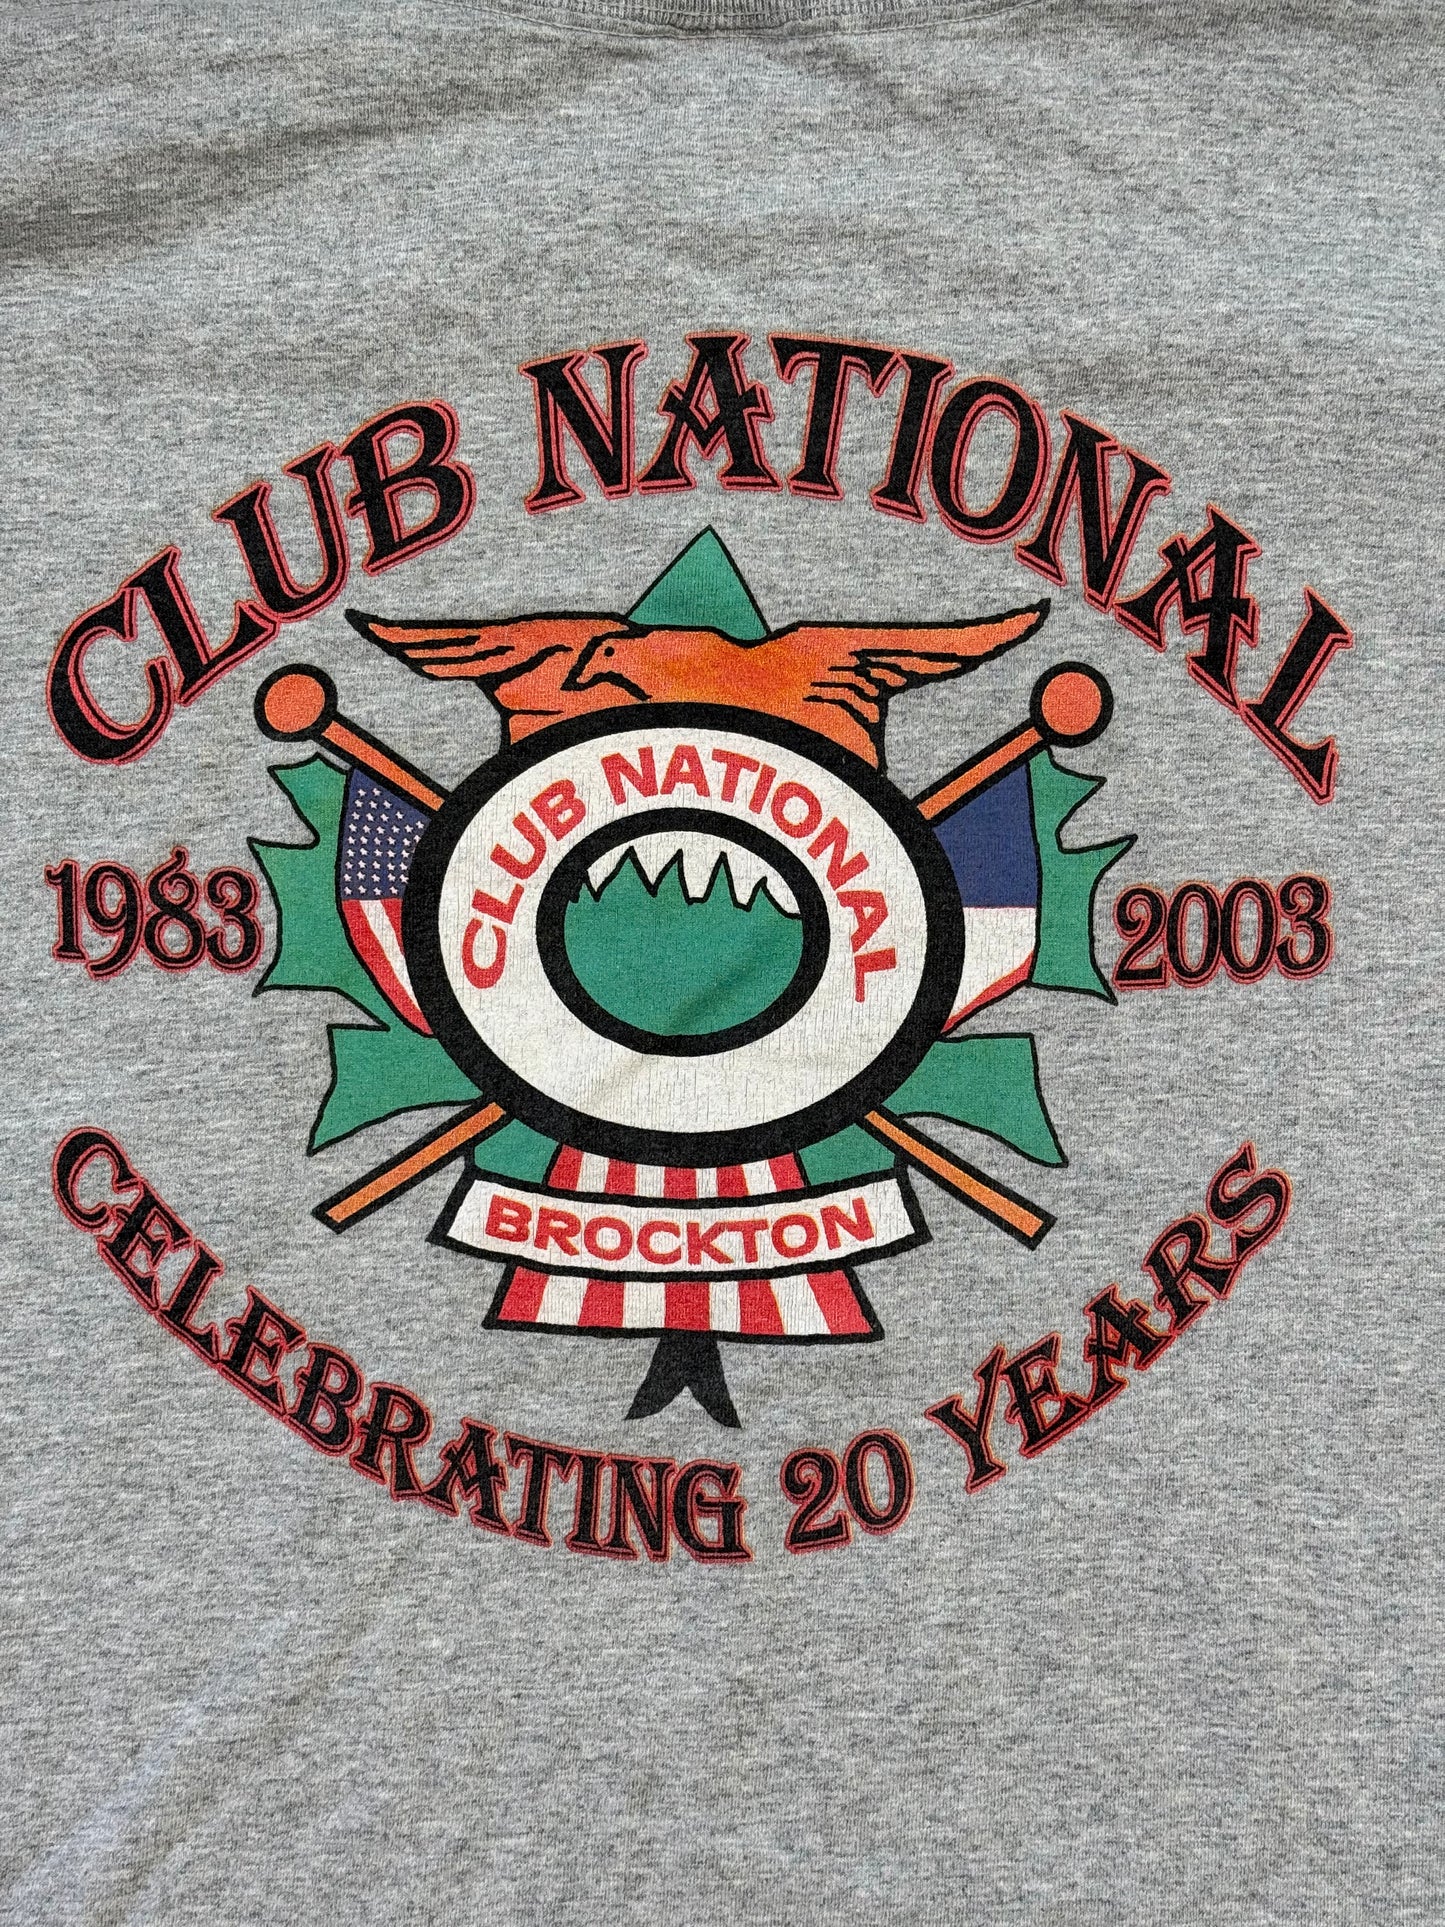 CLUB NATIONAL
CLUB NATIONAL
1983
2003
BROCKTON
CELEBRATING 20 YEARS